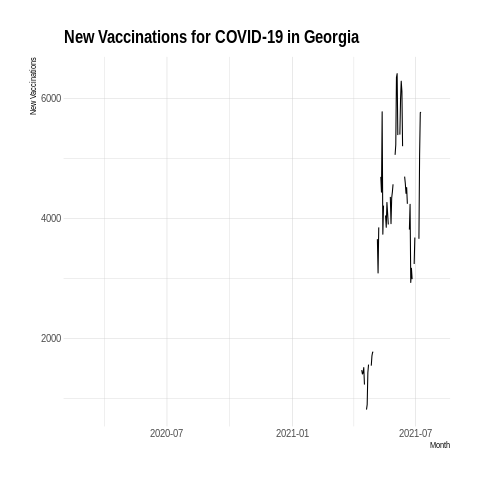 New Vaccinations for COVID-19 in Georgia
New Vaccinations
6000
4000
2000
2020-07
2021-01
2021-07
Month